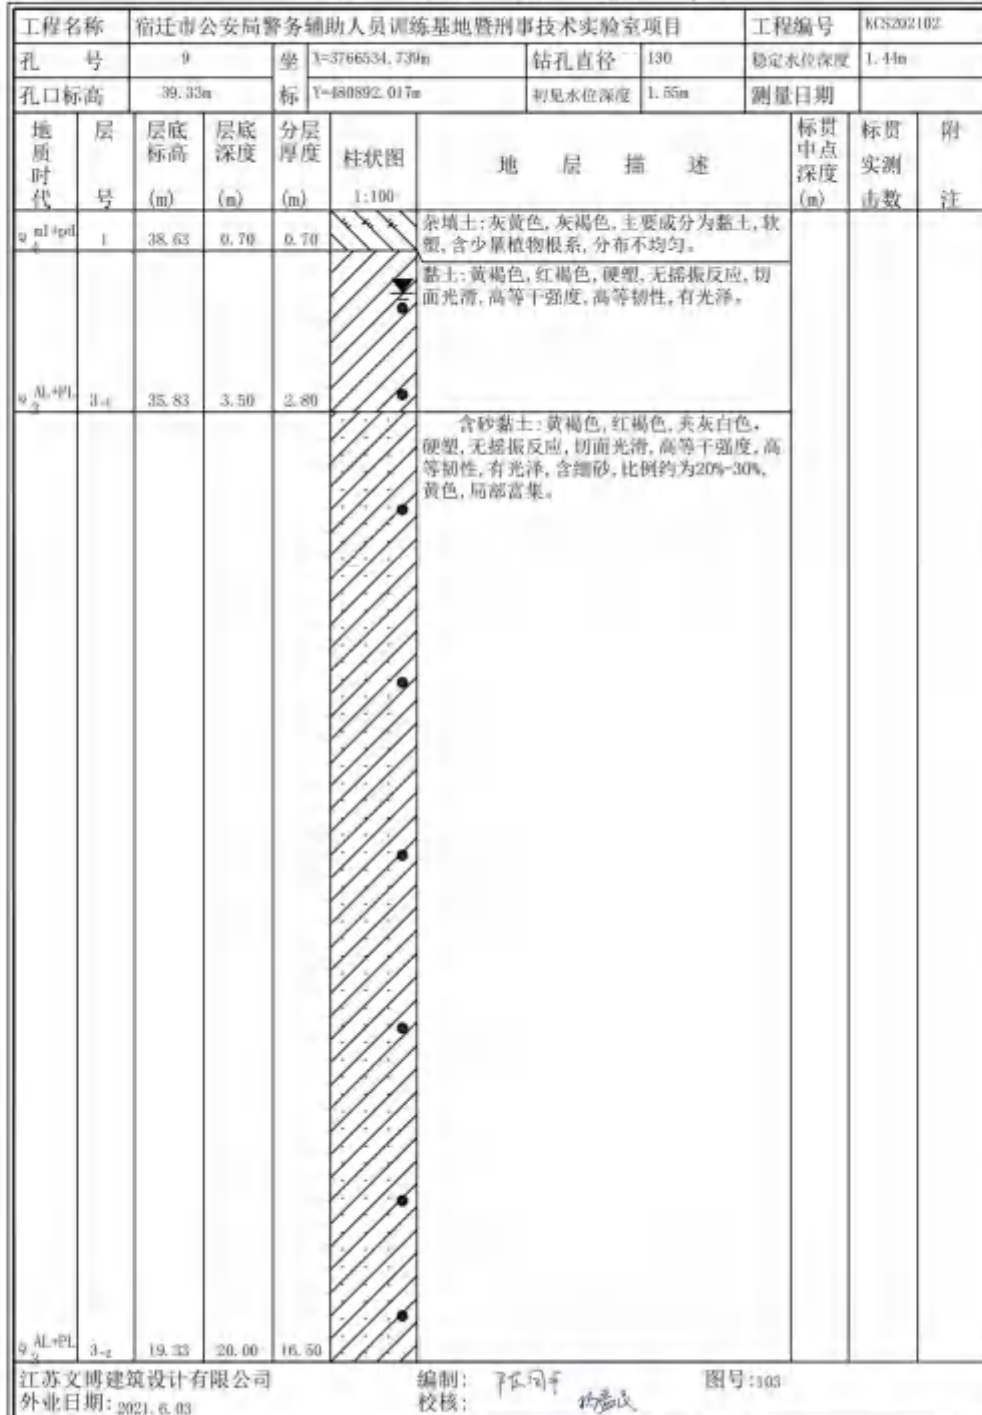 工程名称 宿迁市公安局警务辅助人员训练基地暨刑事技术实验室项目 工程编号 KCS202102
孔 号 9 坐 X=3766534.739m 钻孔直径 130 稳定水位深度 1.44m
孔口标高 39.33m 标 Y=480892.017m 初见水位深度 1.55m 测量日期
地质时代 层号 层底标高(m) 层底深度(m) 分层厚度(m) 柱状图 1:100 地 层 描 述 标贯中点深度(m) 标贯实测击数 附注
Q4 ml+pd 1 38.63 0.70 0.70
杂填土:灰黄色,灰褐色,主要成分为黏土,软
塑,含少量植物根系,分布不均匀。
黏土:黄褐色,红褐色,硬塑,无摇振反应,切
面光滑,高等干强度,高等韧性,有光泽。
Q3 AL+PL 3-1 35.83 3.50 2.80
含砂黏土:黄褐色,红褐色,夹灰白色,
硬塑,无摇振反应,切面光滑,高等干强度,高
等韧性,有光泽,含细砂,比例约为20%-30%,
黄色,局部富集。
Q3 AL+PL 3-2 19.33 20.00 16.50
江苏文博建筑设计有限公司 编制: 图号:103
外业日期:2021.6.03 校核: